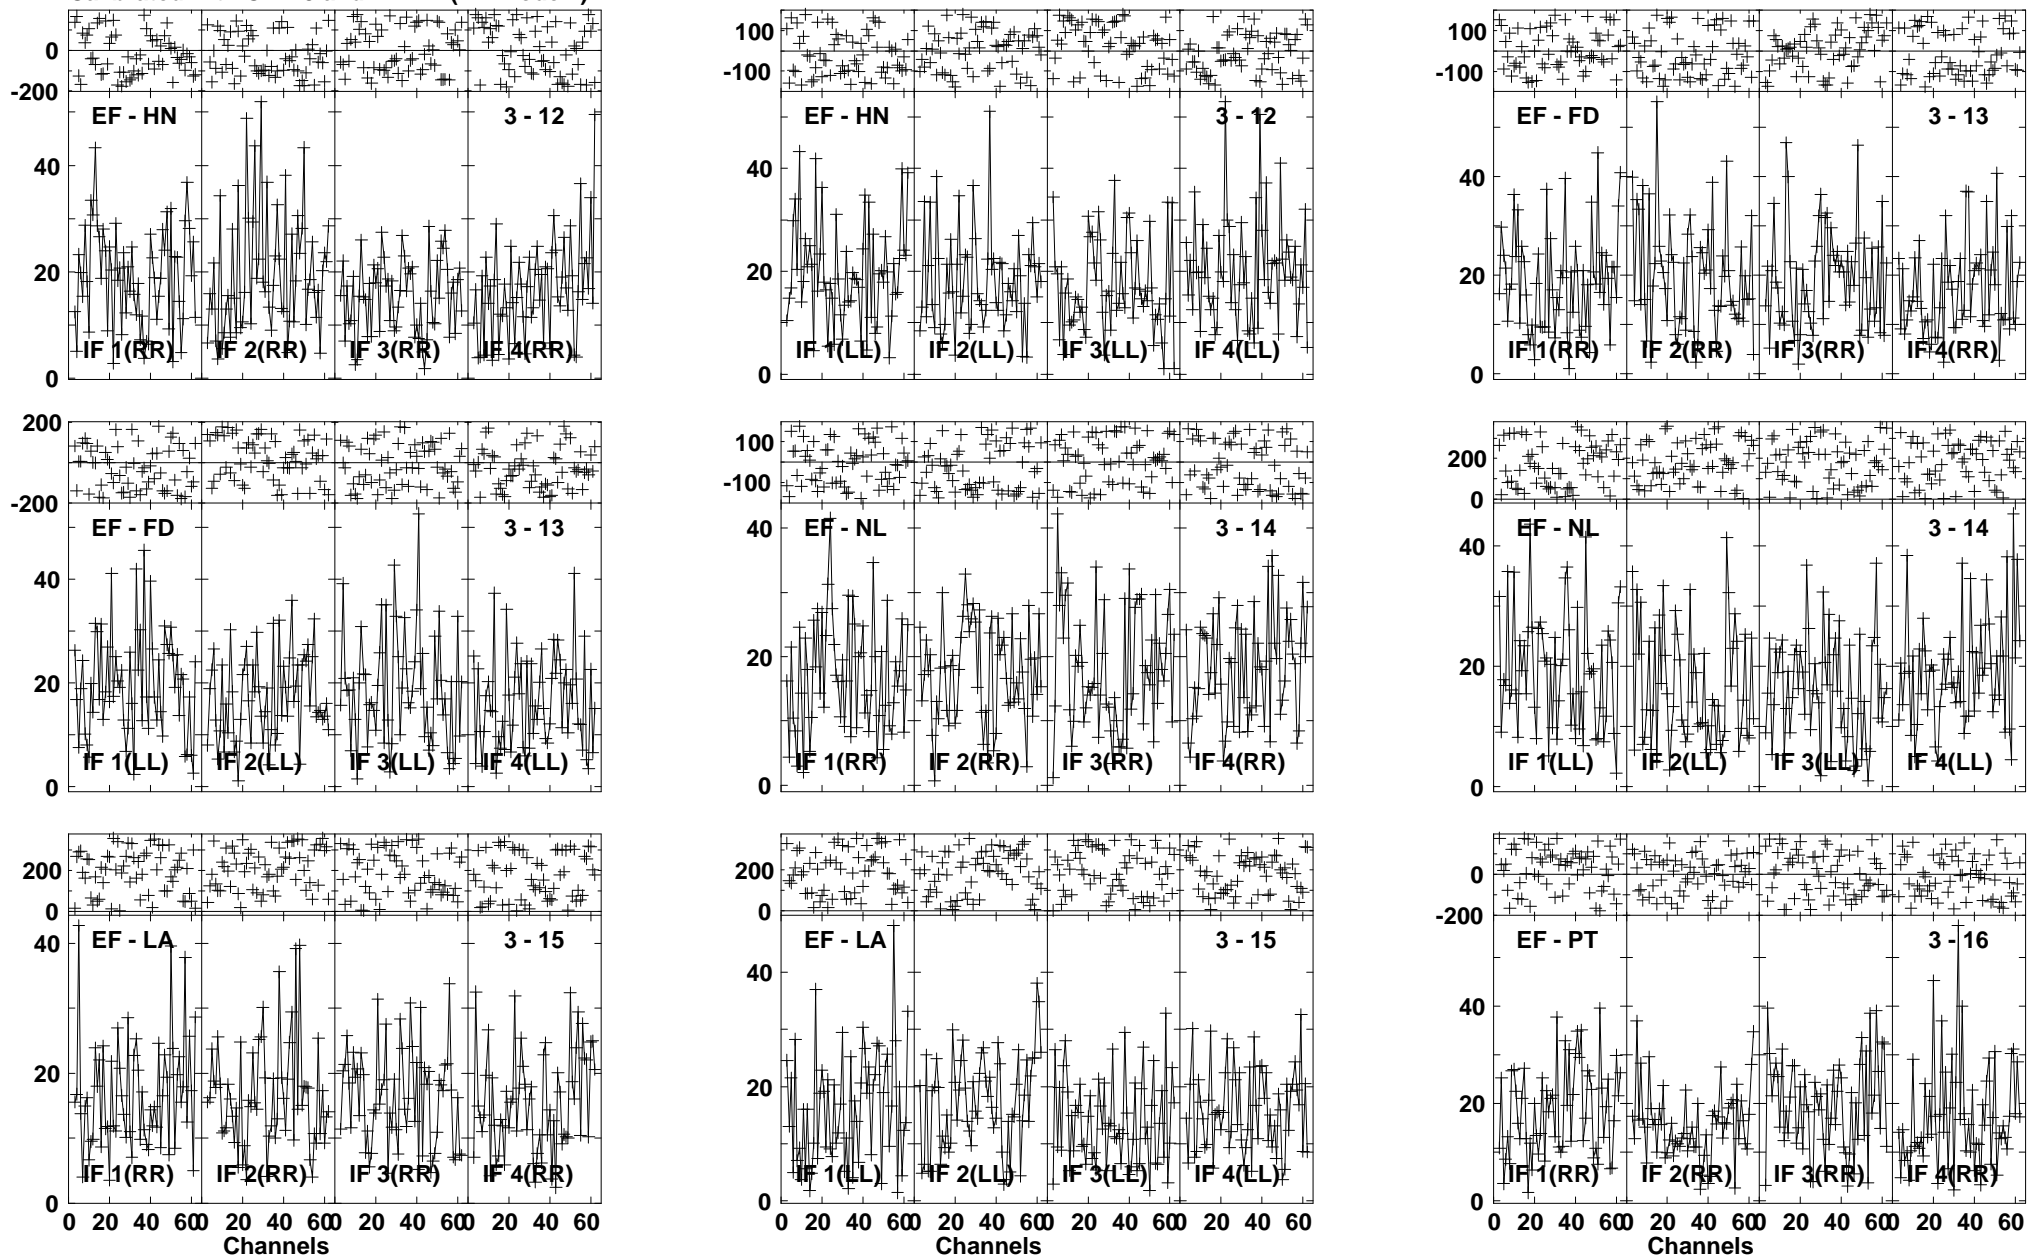 100 100
0
-100 -100
-200
EF - HN 3 - 12 EF - HN 3 - 12 EF - FD 3 - 13
40 40 40
20 20 20
IF 1(RR) IF 2(RR) IF 3(RR) IF 4(RR) IF 1(LL) IF 2(LL) IF 3(LL) IF 4(LL) IF 1(RR) IF 2(RR) IF 3(RR) IF 4(RR)
0 0 0
200
100 200
-100
-200 0
EF - FD 3 - 13 EF - NL 3 - 14 EF - NL 3 - 14
40 40 40
20 20 20
IF 1(LL) IF 2(LL) IF 3(LL) IF 4(LL) IF 1(RR) IF 2(RR) IF 3(RR) IF 4(RR) IF 1(LL) IF 2(LL) IF 3(LL) IF 4(LL)
0 0 0
200 200 0
0 0 -200
EF - LA 3 - 15 EF - LA 3 - 15 EF - PT 3 - 16
40 40 40
20 20 20
IF 1(RR) IF 2(RR) IF 3(RR) IF 4(RR) IF 1(LL) IF 2(LL) IF 3(LL) IF 4(LL) IF 1(RR) IF 2(RR) IF 3(RR) IF 4(RR)
0 0 0
0 20 40 60 0 20 40 60 0 20 40 60 0 20 40 60 0 20 40 60 0 20 40 60 0 20 40 60 0 20 40 60 0 20 40 60 0 20 40 60 0 20 40 60 0 20 40 60
Channels Channels Channels